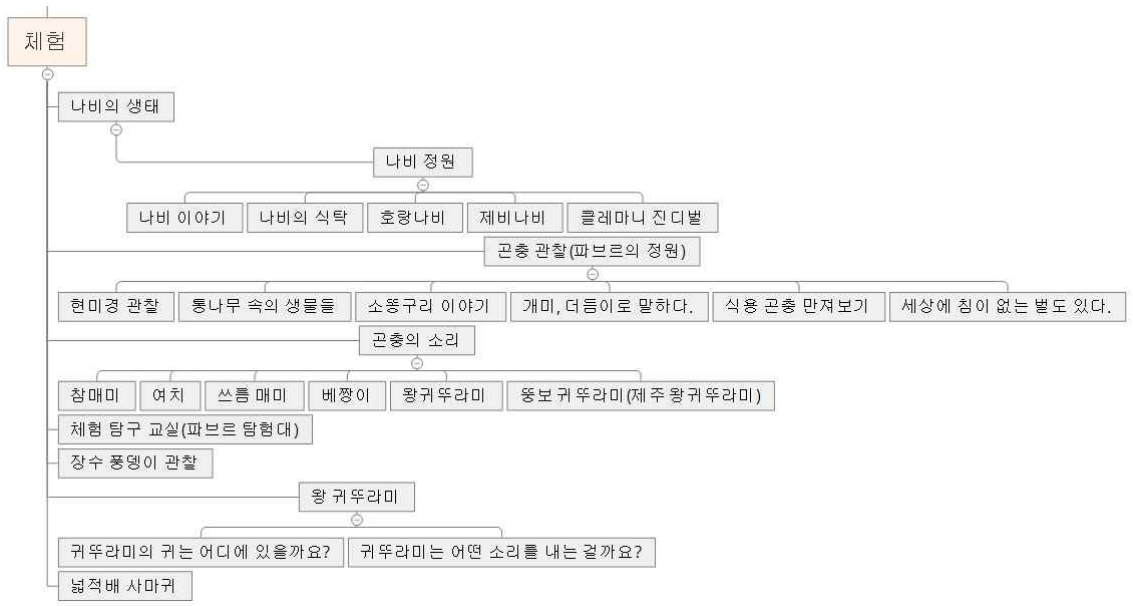 체험
나비의 생태
나비 정원
나비 이야기 나비의 식탁 호랑나비 제비나비 클레마니 진디벌
곤충 관찰(파브르의 정원)
현미경 관찰 통나무 속의 생물들 소똥구리 이야기 개미, 더듬이로 말하다. 식용 곤충 만져보기 세상에 침이 없는 벌도 있다.
곤충의 소리
참매미 여치 쓰름 매미 베짱이 왕귀뚜라미 뚱보 귀뚜라미(제주 왕귀뚜라미)
체험 탐구 교실(파브르 탐험대)
장수 풍뎅이 관찰
왕 귀뚜라미
귀뚜라미의 귀는 어디에 있을까요? 귀뚜라미는 어떤 소리를 내는 걸까요?
넓적배 사마귀